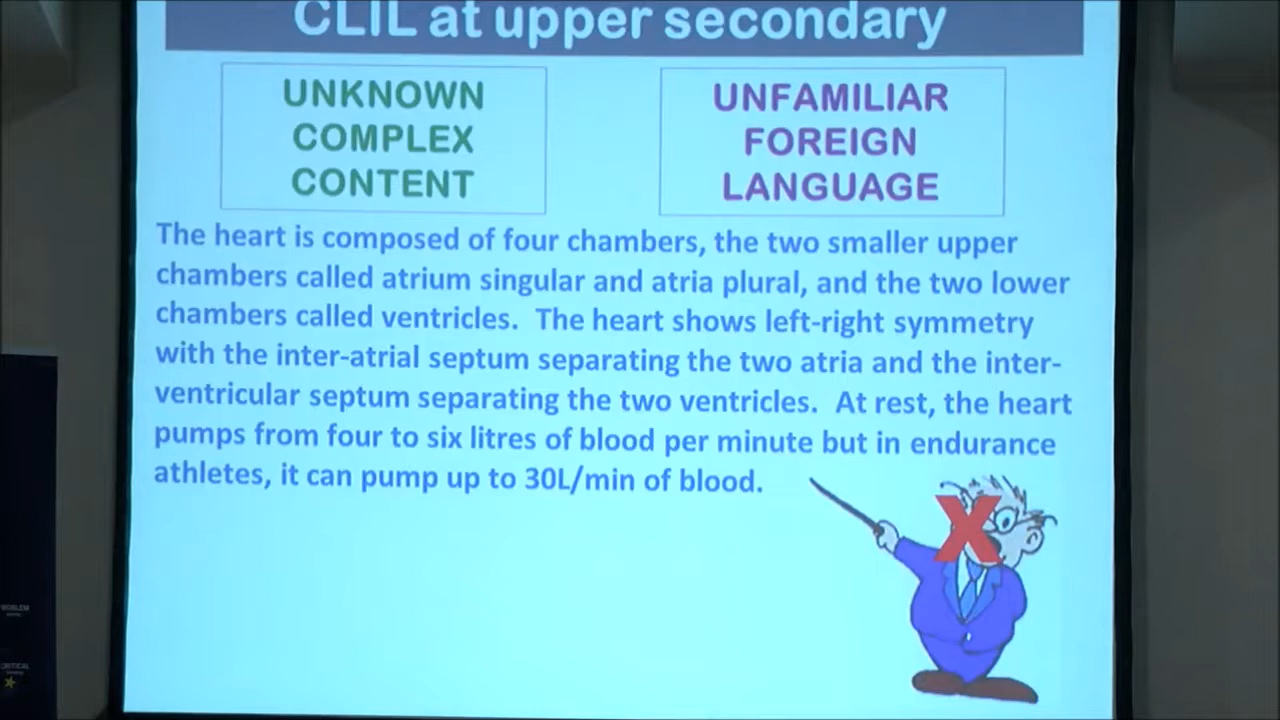 CLIL at upper secondary
UNKNOWN
COMPLEX
CONTENT
UNFAMILIAR
FOREIGN
LANGUAGE
The heart is composed of four chambers, the two smaller upper
chambers called atrium singular and atria plural, and the two lower
chambers called ventricles. The heart shows left-right symmetry
with the inter-atrial septum separating the two atria and the inter-
ventricular septum separating the two ventricles. At rest, the heart
pumps from four to six litres of blood per minute but in endurance
athletes, it can pump up to 30L/min of blood.
X
CRITICAL